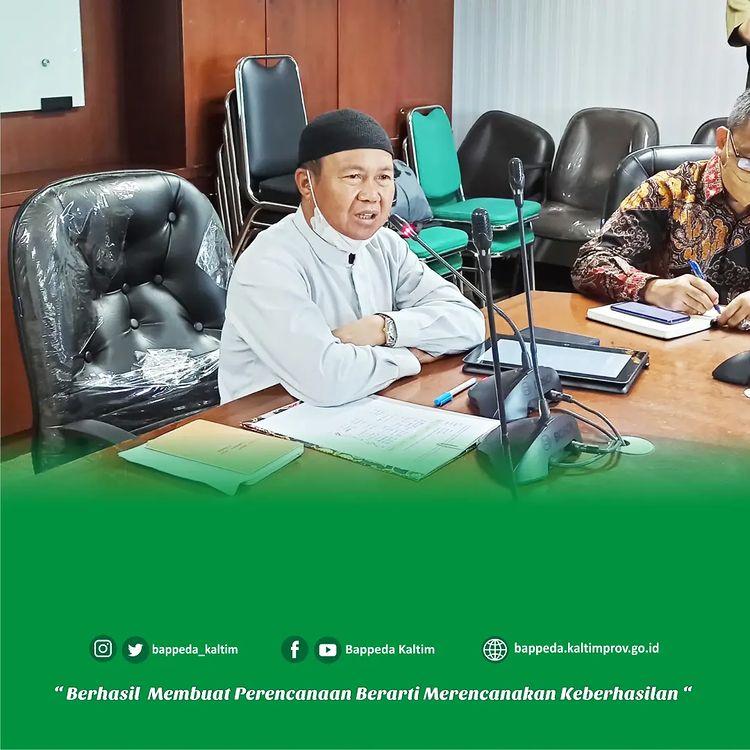 bappeda_kaltim
Bappeda Kaltim
bappeda.kaltimprov.go.id
“ Berhasil Membuat Perencanaan Berarti Merencanakan Keberhasilan “